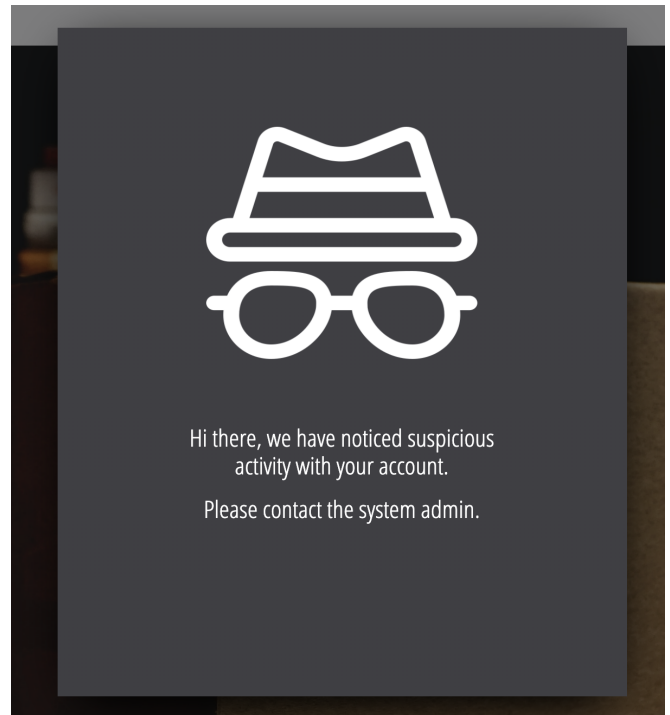 Hi there, we have noticed suspicious
activity with your account.
Please contact the system admin.